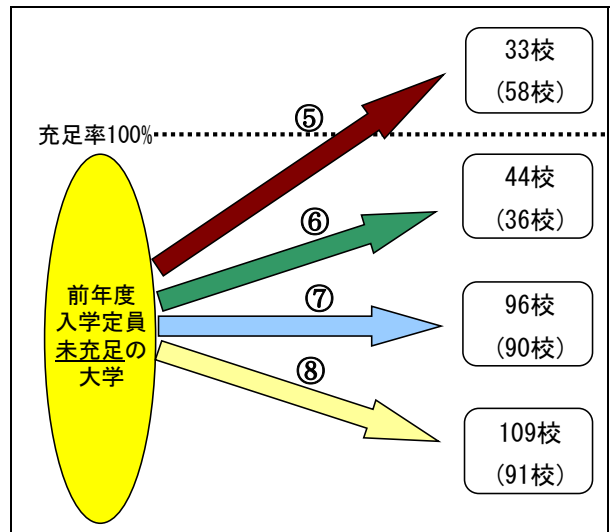 33校
(58校)
⑤
充足率100%
44校
(36校)
⑥
前年度
入学定員
未充足の
大学
⑦
96校
(90校)
⑧
109校
(91校)